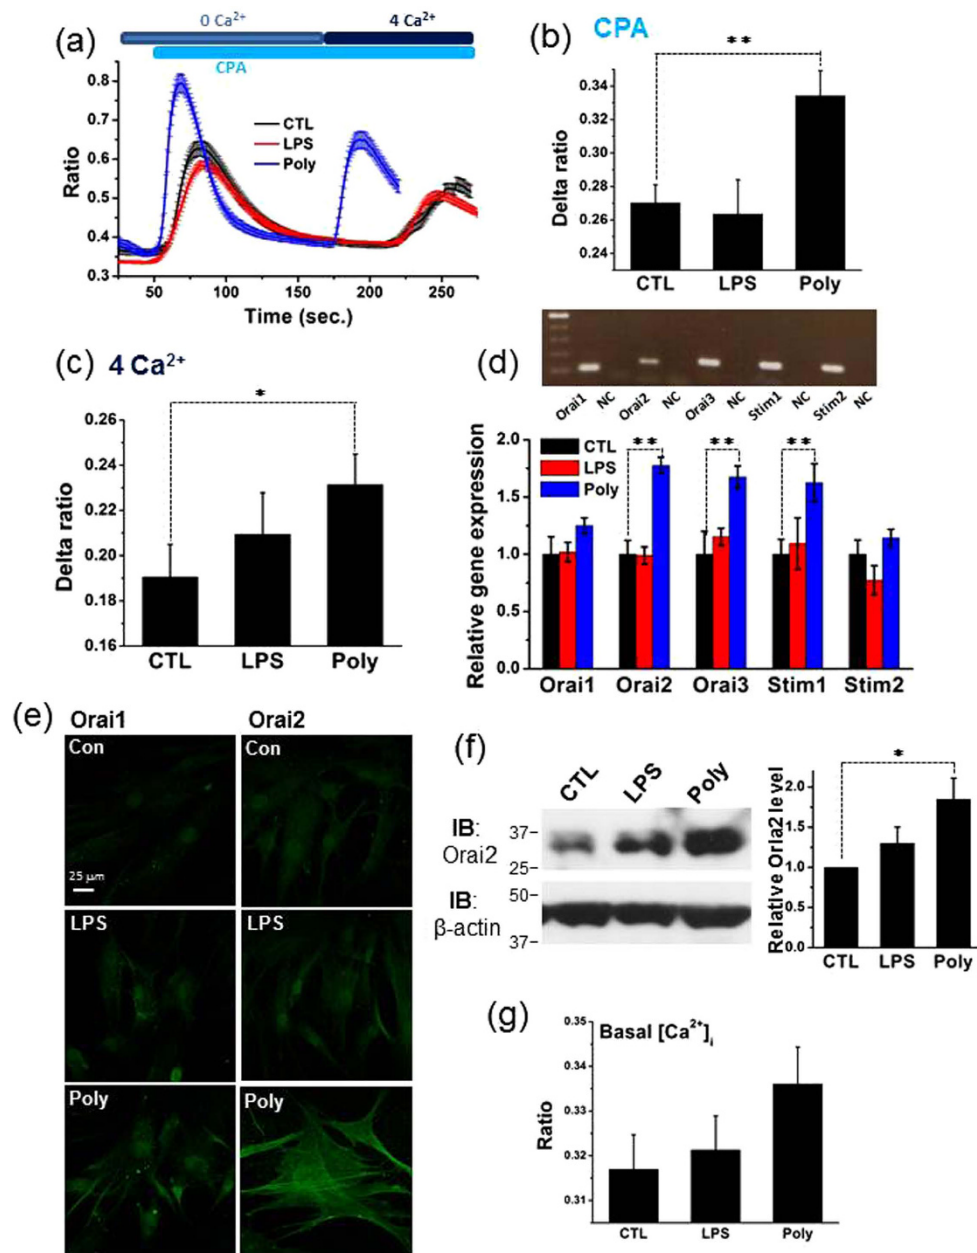 (a)
0 Ca²⁺
4 Ca²⁺
CPA
0.8
0.7
0.6
0.5
0.4
0.3
Ratio
CTL
LPS
Poly
50
100
150
200
250
Time (sec.)
(b) CPA
**
0.34
0.32
0.30
0.28
0.26
0.24
Delta ratio
CTL
LPS
Poly
(c) 4 Ca²⁺
*
0.24
0.22
0.20
0.18
0.16
Delta ratio
CTL
LPS
Poly
(d)
Orai1
NC
Orai2
NC
Orai3
NC
Stim1
NC
Stim2
NC
2.0
1.5
1.0
0.5
0.0
Relative gene expression
CTL
LPS
Poly
**
**
**
Orai1
Orai2
Orai3
Stim1
Stim2
(e)
Orai1
Orai2
Con
Con
25 µm
LPS
LPS
Poly
Poly
(f)
CTL
LPS
Poly
IB:
Orai2
37
25
IB:
β-actin
50
37
*
2.0
1.5
1.0
0.5
0.0
Relative Orla2 level
CTL
LPS
Poly
(g)
Basal [Ca²⁺]ᵢ
0.35
0.34
0.33
0.32
0.31
Ratio
CTL
LPS
Poly